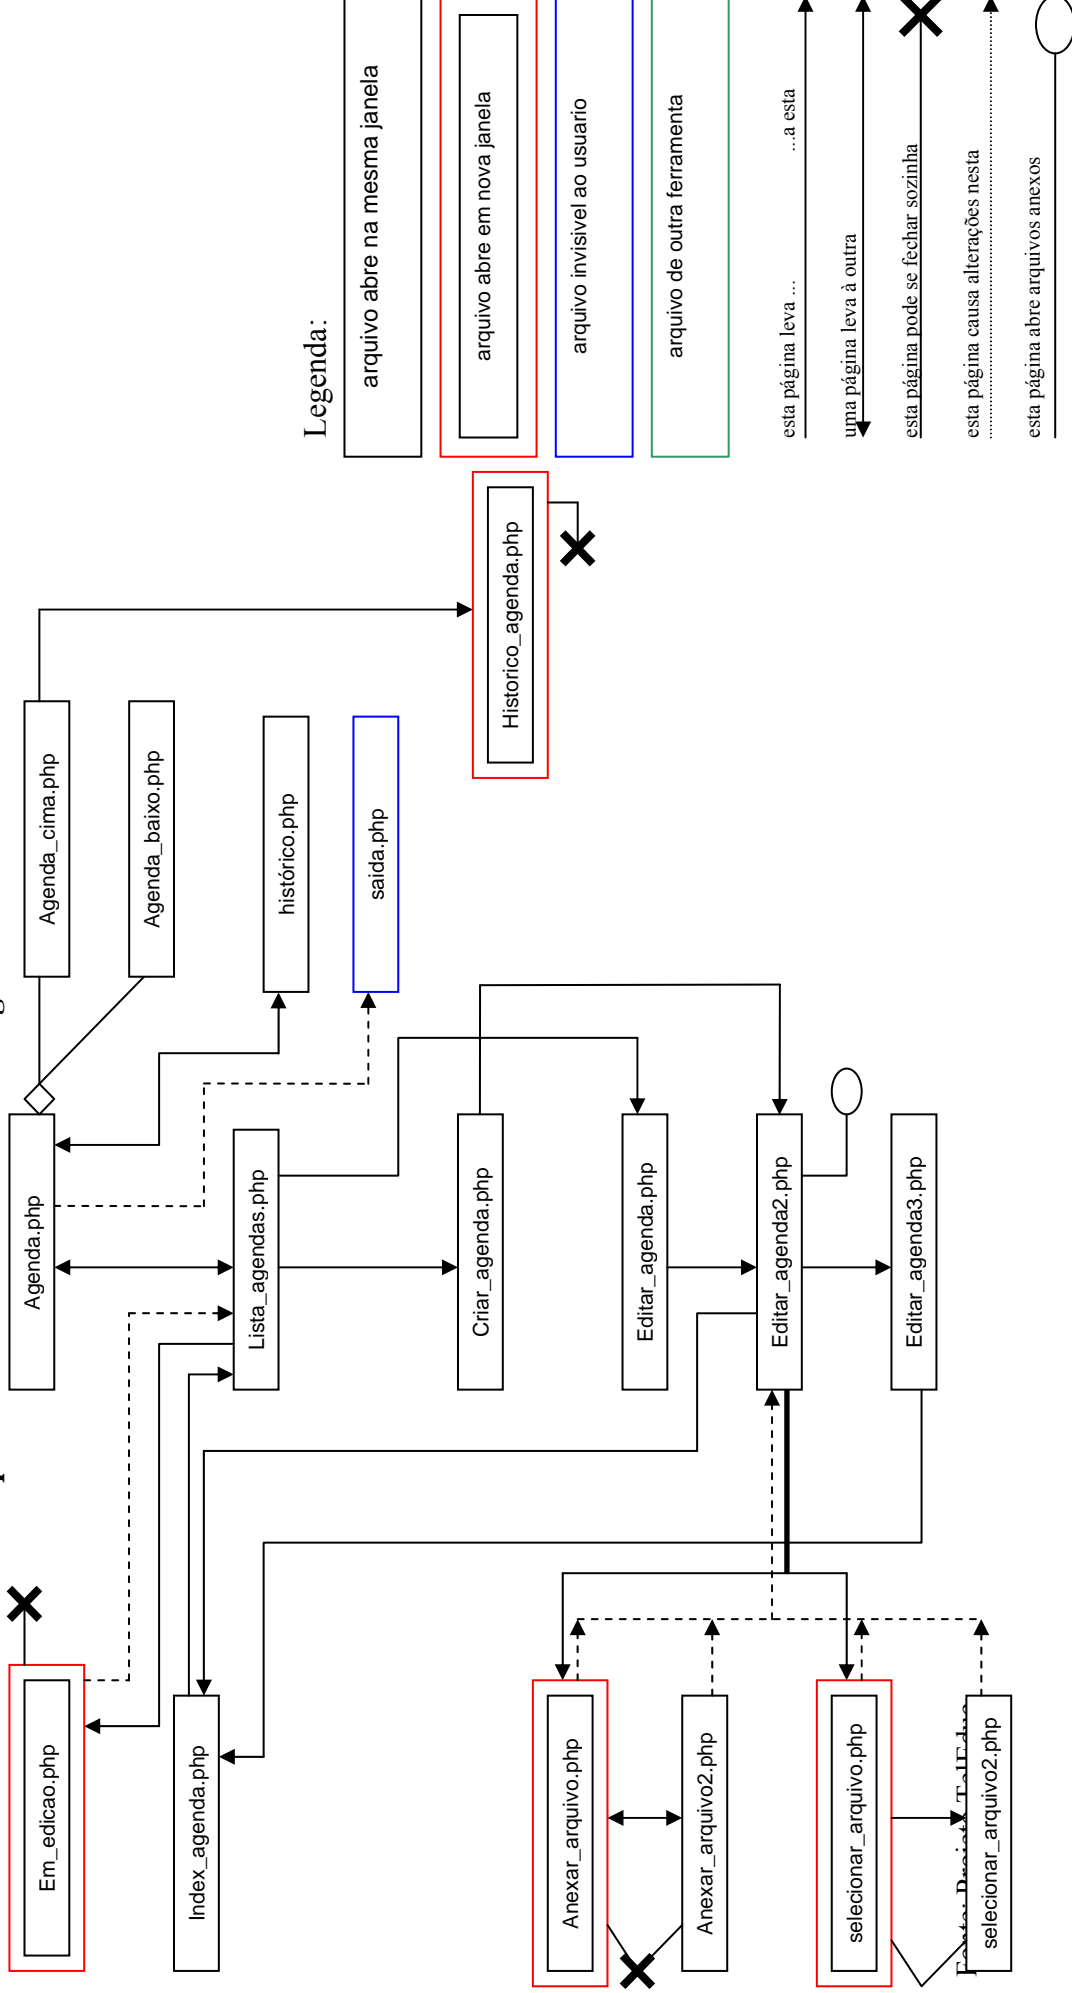 Agenda.php
Agenda_cima.php
Agenda_baixo.php
histórico.php
saida.php
Em_edicao.php
Index_agenda.php
Lista_agendas.php
Criar_agenda.php
Editar_agenda.php
Editar_agenda2.php
Editar_agenda3.php
Anexar_arquivo.php
Anexar_arquivo2.php
selecionar_arquivo.php
selecionar_arquivo2.php
Historico_agenda.php
Legenda:
arquivo abre na mesma janela
arquivo abre em nova janela
arquivo invisivel ao usuario
arquivo de outra ferramenta
esta página leva ... ...a esta
uma página leva à outra
esta página pode se fechar sozinha
esta página causa alterações nesta
esta página abre arquivos anexos
Fonte: Projeto TelEduc